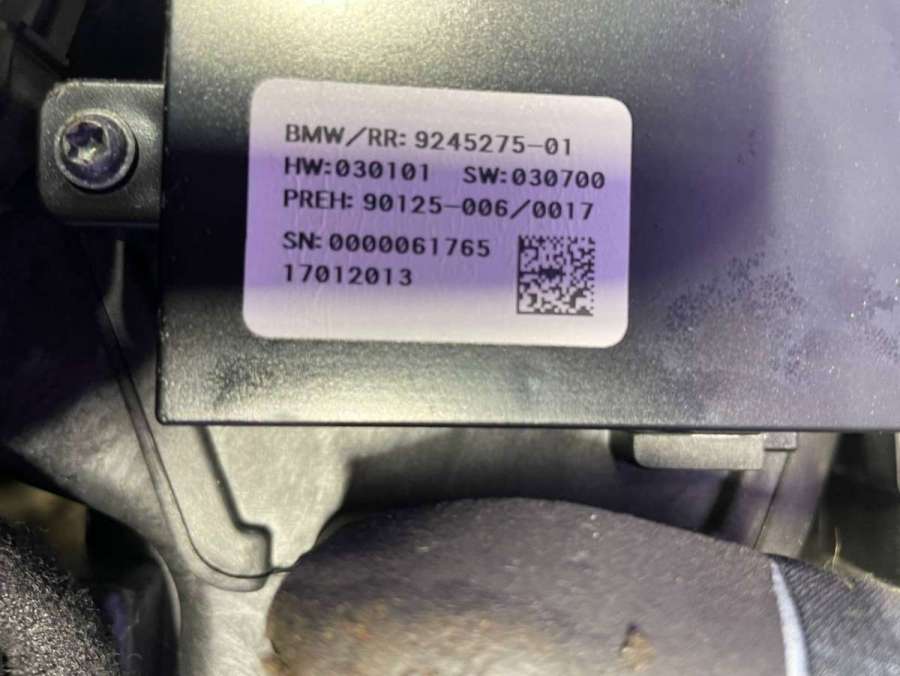 BMW/RR: 9245275-01
HW:030101 SW:030700
PREH: 90125-006/0017
SN: 0000061765
17012013